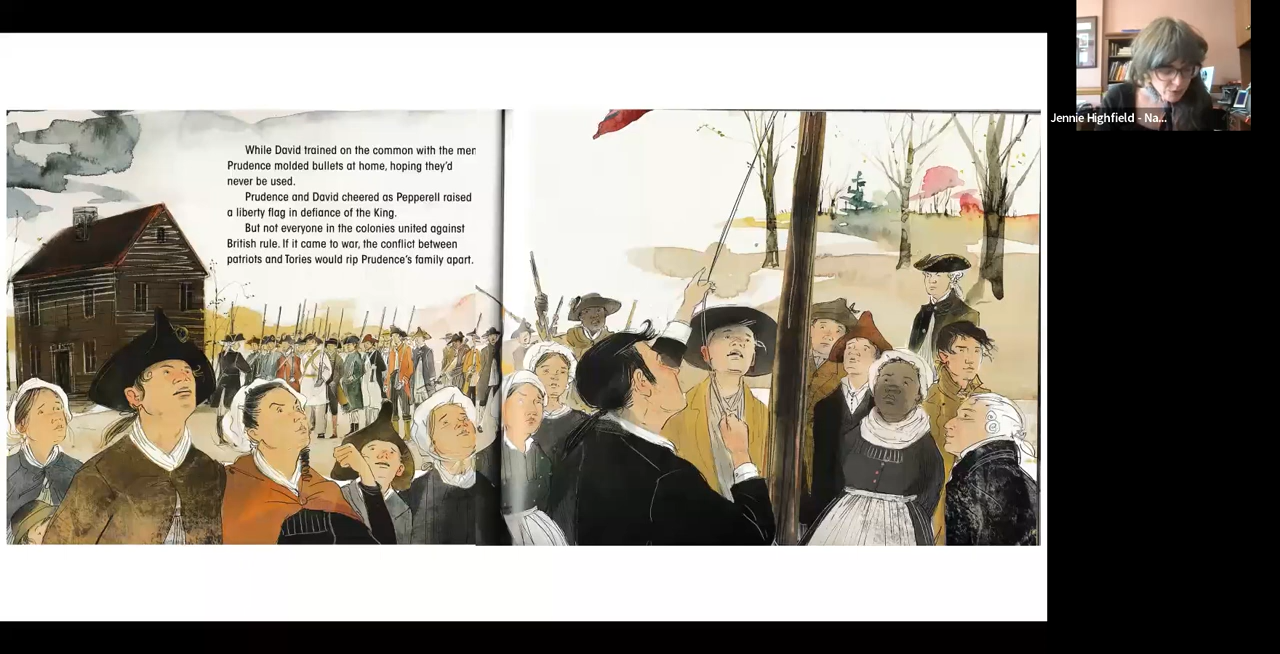 While David trained on the common with the men
Prudence molded bullets at home, hoping they'd
never be used.
Prudence and David cheered as Pepperell raised
a liberty flag in defiance of the King.
But not everyone in the colonies united against
British rule. If it came to war, the conflict between
patriots and Tories would rip Prudence's family apart.
Jennie Highfield - Na...